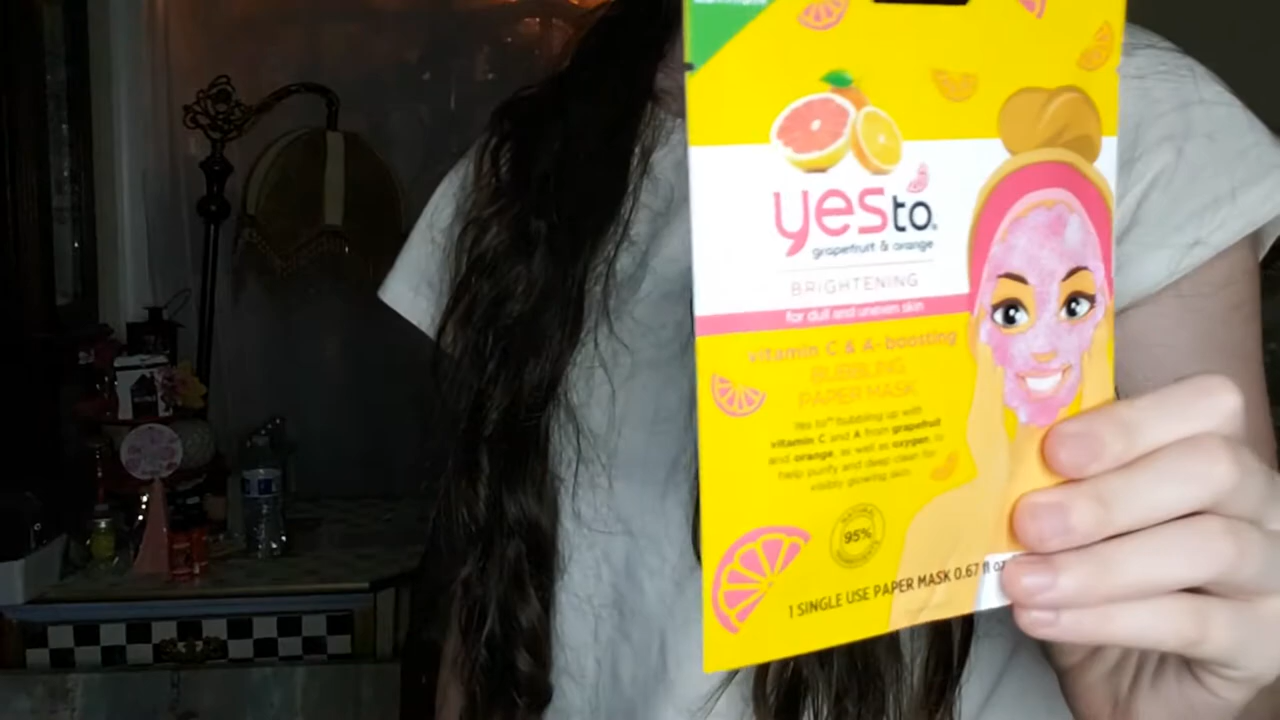 yesto
grapefruit & orange
BRIGHTENING
for dull and uneven skin
vitamin C & A-boosting
BUBBLING
PAPER MASK
Yes to™ bubbling up with
vitamin C and A from grapefruit
and orange, as well as oxygen, to
help purify and deep clean for
visibly glowing skin.
95%
1 SINGLE USE PAPER MASK 0.67 fl oz